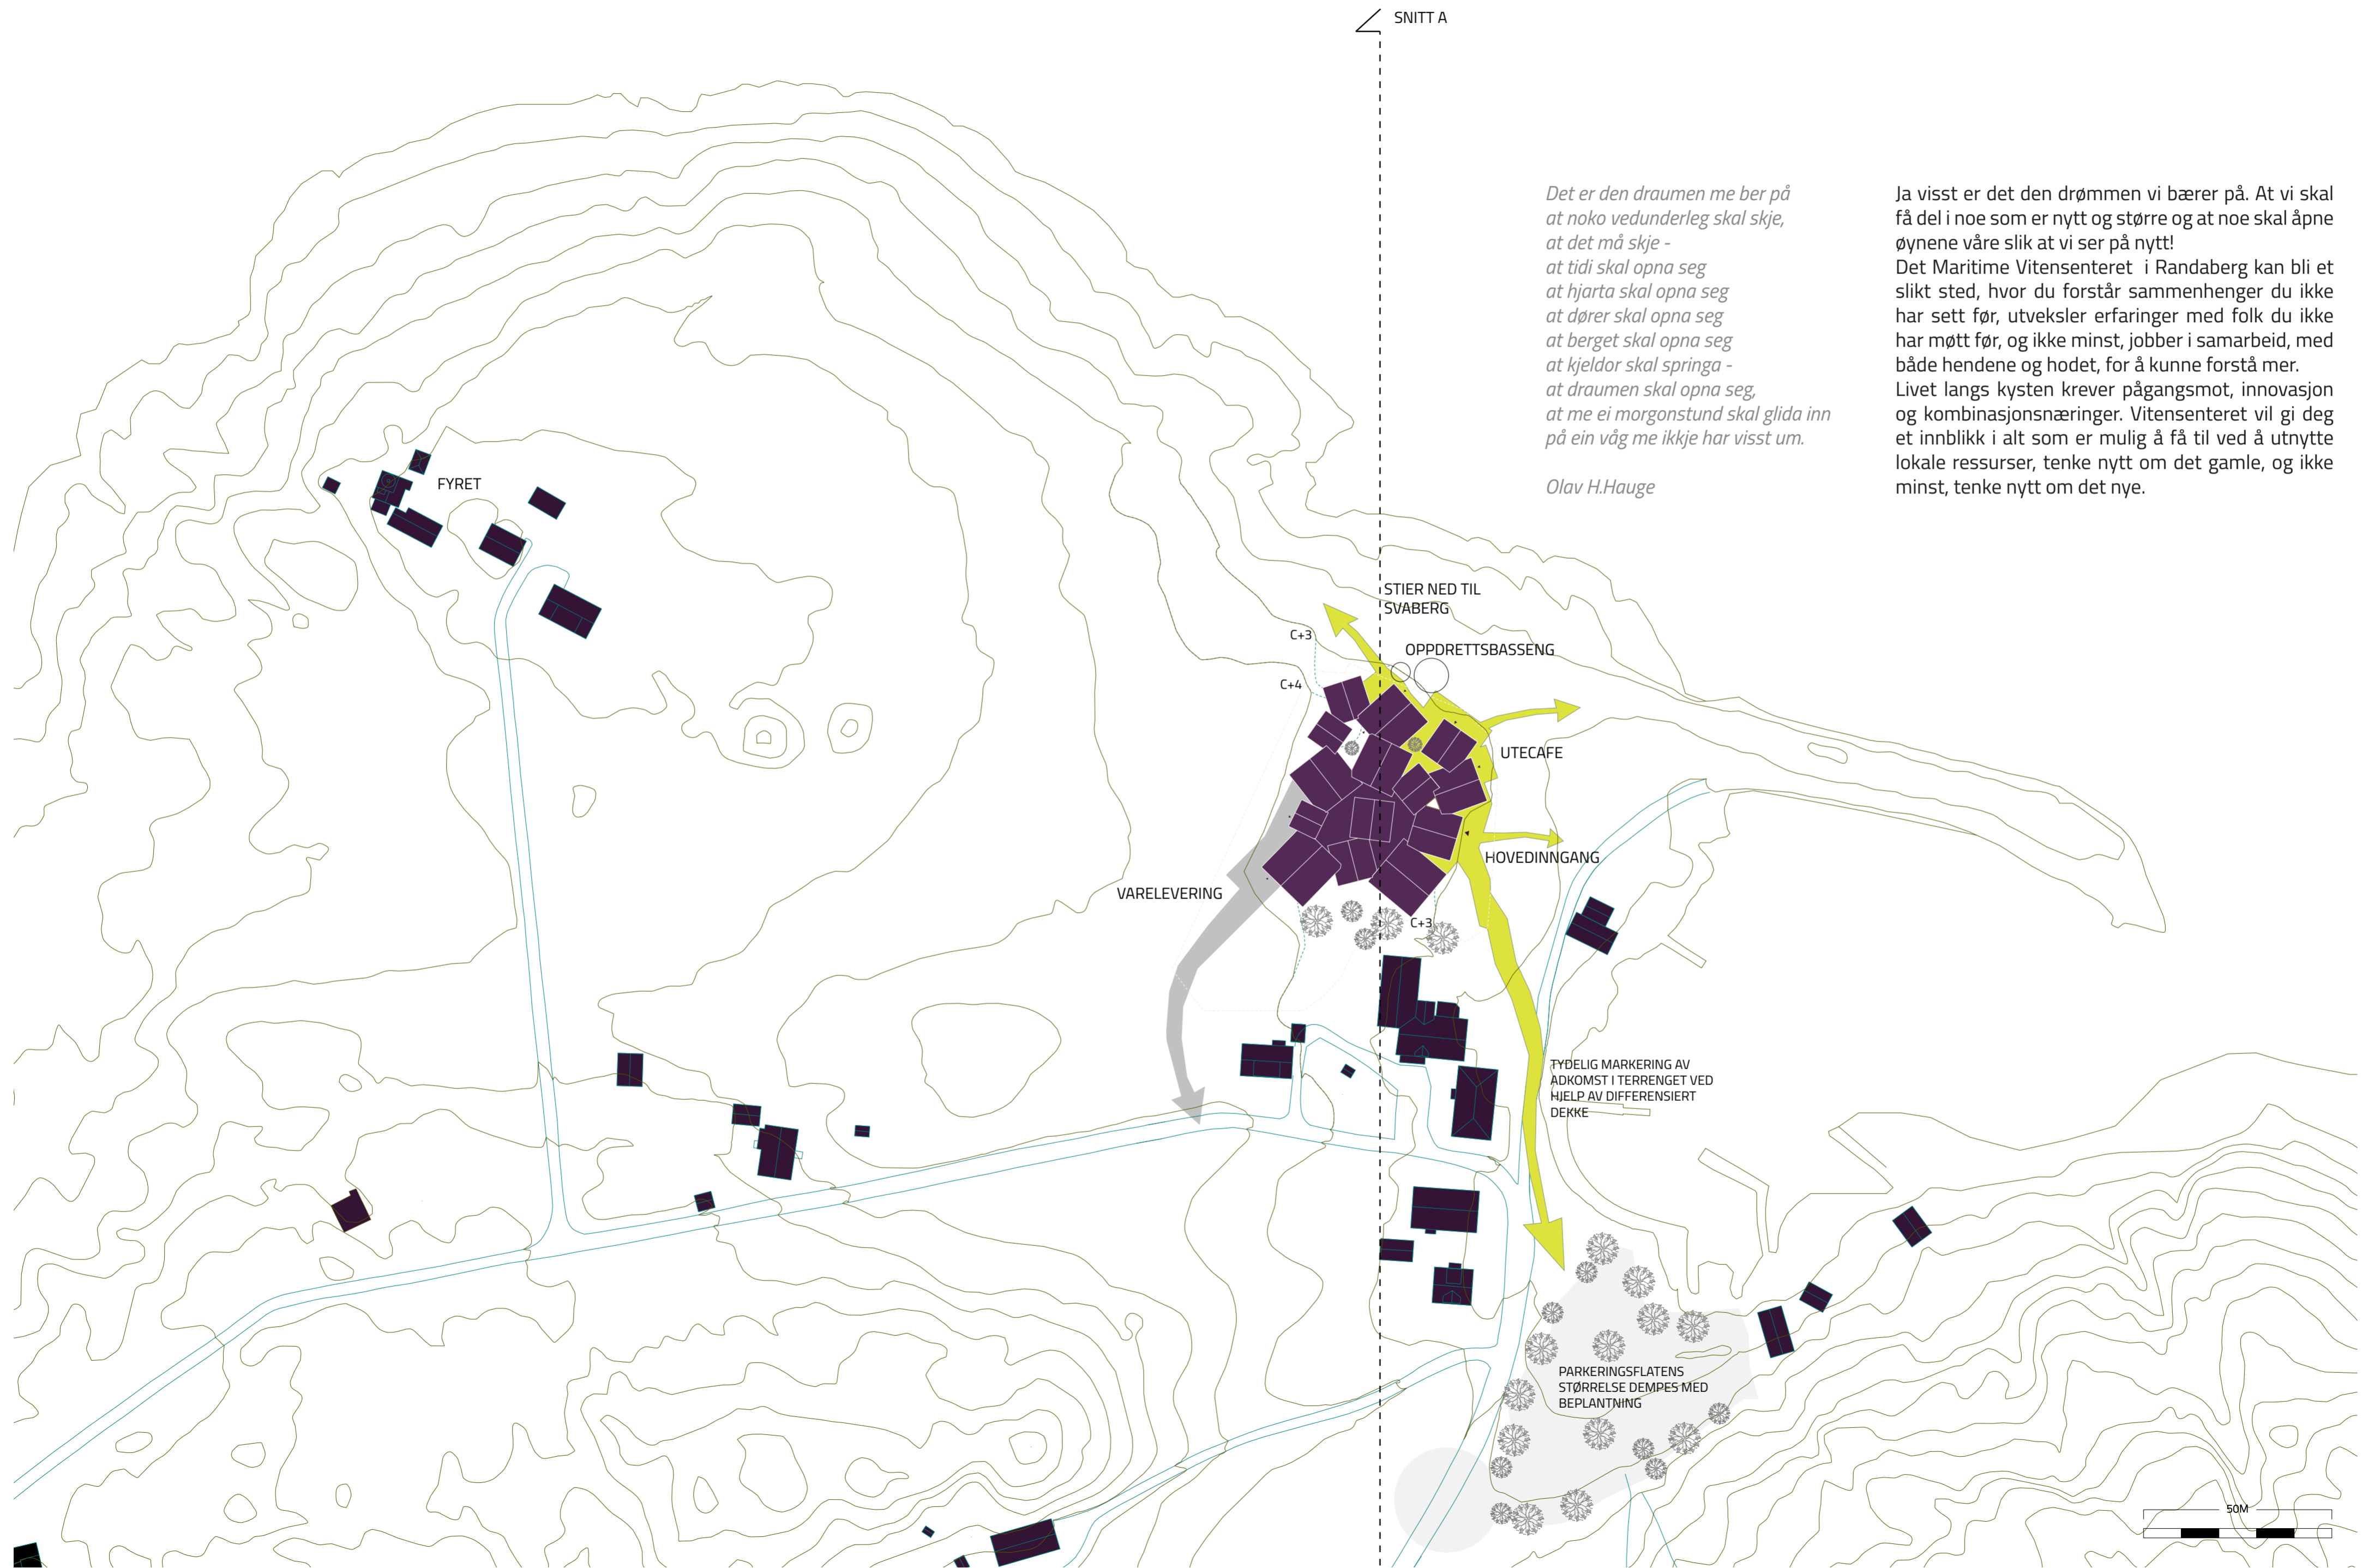 SNITT A
Det er den draumen me ber på
at noko vedunderleg skal skje,
at det må skje -
at tidi skal opna seg
at hjarta skal opna seg
at dører skal opna seg
at berget skal opna seg
at kjeldor skal springa -
at draumen skal opna seg,
at me ei morgonstund skal glida inn
på ein våg me ikkje har visst um.
Olav H.Hauge
Ja visst er det den drømmen vi bærer på. At vi skal
få del i noe som er nytt og større og at noe skal åpne
øynene våre slik at vi ser på nytt!
Det Maritime Vitensenteret i Randaberg kan bli et
slikt sted, hvor du forstår sammenhenger du ikke
har sett før, utveksler erfaringer med folk du ikke
har møtt før, og ikke minst, jobber i samarbeid, med
både hendene og hodet, for å kunne forstå mer.
Livet langs kysten krever pågangsmot, innovasjon
og kombinasjonsnæringer. Vitensenteret vil gi deg
et innblikk i alt som er mulig å få til ved å utnytte
lokale ressurser, tenke nytt om det gamle, og ikke
minst, tenke nytt om det nye.
FYRET
STIER NED TIL
SVABERG
C+3
OPPDRETTSBASSENG
C+4
UTECAFE
HOVEDINNGANG
VARELEVERING
C+3
TYDELIG MARKERING AV
ADKOMST I TERRENGET VED
HJELP AV DIFFERENSIERT
DEKKE
PARKERINGSFLATENS
STØRRELSE DEMPES MED
BEPLANTNING
50M